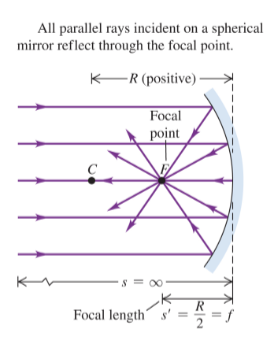 All parallel rays incident on a spherical
mirror reflect through the focal point.
R (positive)
Focal
point
C
F
s = ∞
Focal length s′ = R/2 = f